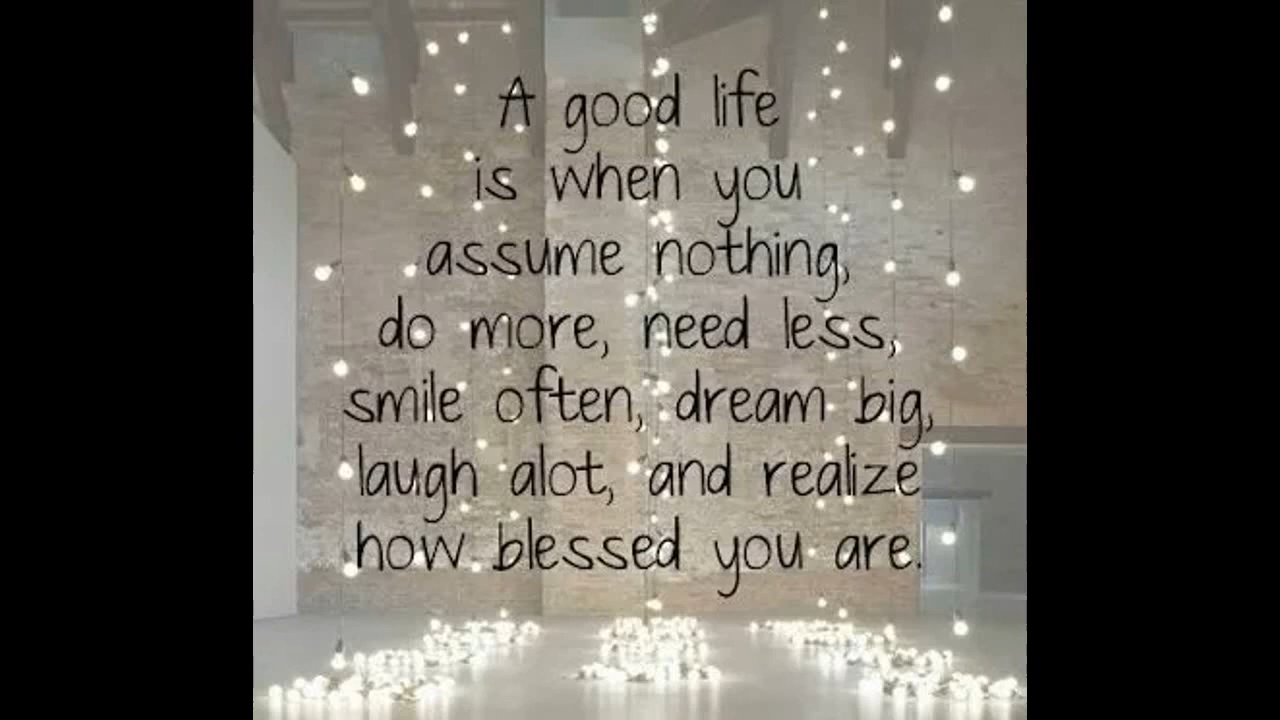 A good life
is when you
assume nothing,
do more, need less,
smile often, dream big,
laugh alot, and realize
how blessed you are.